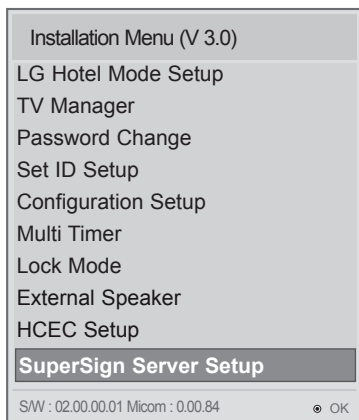 Installation Menu (V 3.0)
LG Hotel Mode Setup
TV Manager
Password Change
Set ID Setup
Configuration Setup
Multi Timer
Lock Mode
External Speaker
HCEC Setup
SuperSign Server Setup
S/W : 02.00.00.01 Micom : 0.00.84 OK